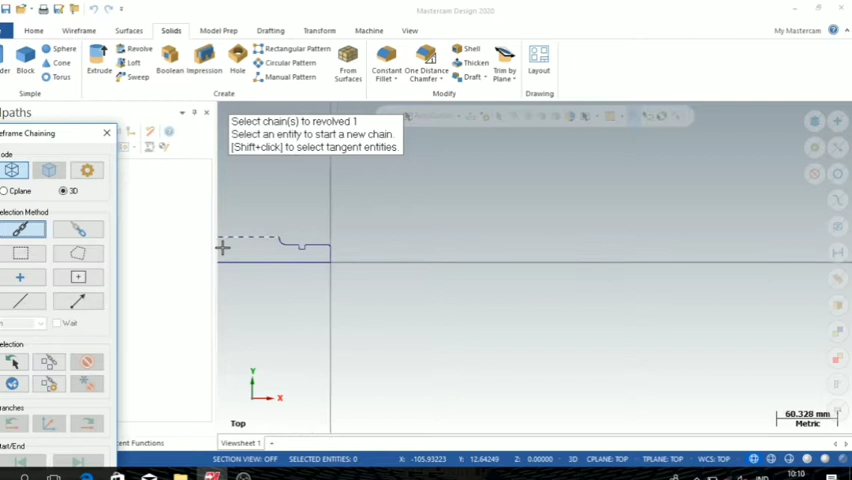 Mastercam Design 2020
Home Wireframe Surfaces Solids Model Prep Drafting Transform Machine View My Mastercam
Sphere Revolve Rectangular Pattern Shell
Cone Loft Circular Pattern Thicken
Torus Sweep Manual Pattern Draft
Block Extrude Boolean Impression Hole From Surfaces Constant Fillet One Distance Chamfer Trim by Plane Layout
Simple Create Modify Drawing
lpaths
reframe Chaining
ode
Cplane 3D
election Method
Wait
election
ranches
tart/End
ent Functions
Select chain(s) to revolved 1
Select an entity to start a new chain.
[Shift+click] to select tangent entities.
Y
X
Top
60.328 mm
Metric
Viewsheet 1
SECTION VIEW: OFF SELECTED ENTITIES: 0 X: -105.93223 Y: 12.64249 Z: 0.00000 3D CPLANE: TOP TPLANE: TOP WCS: TOP
IND 10:10